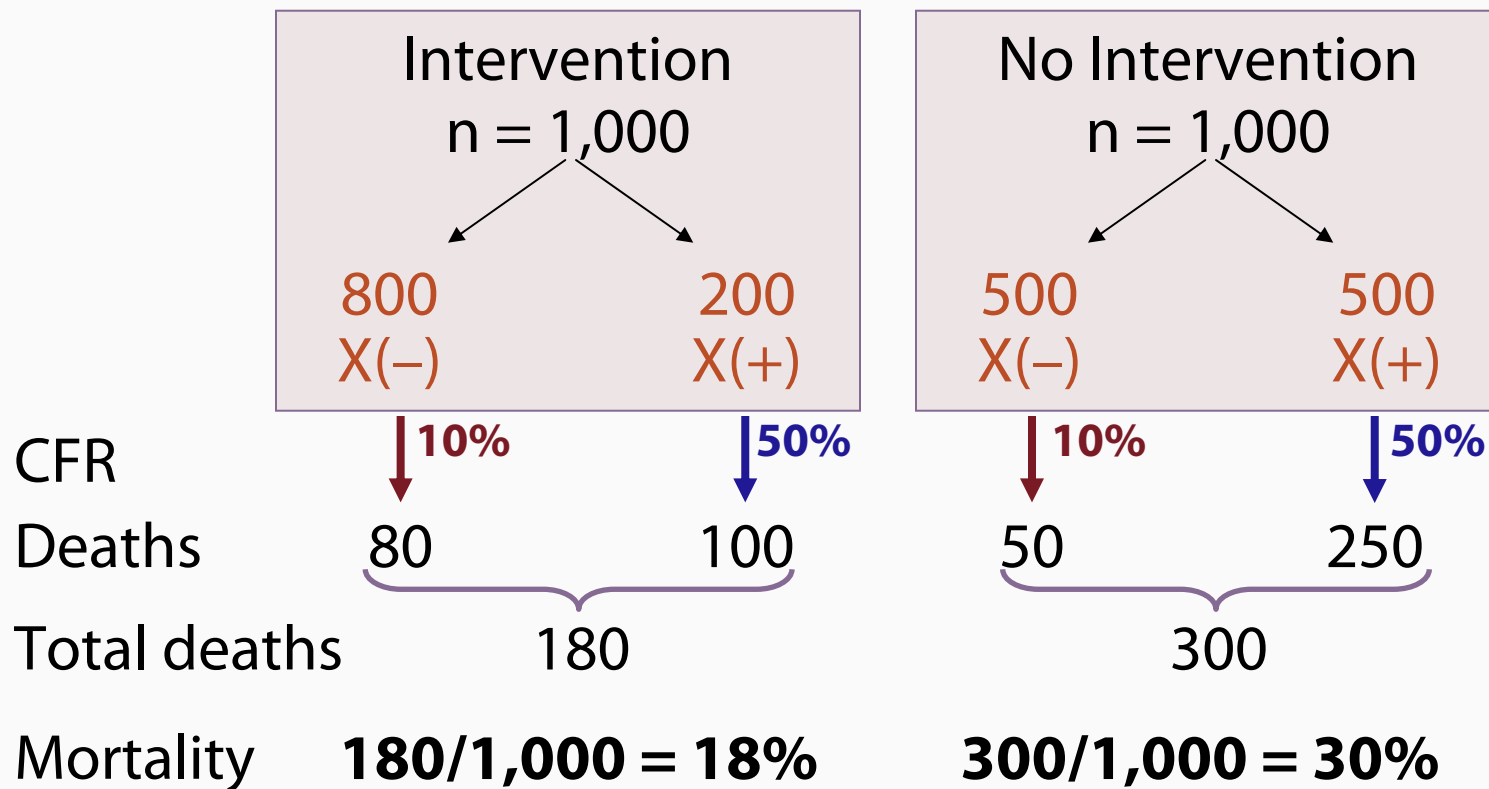 Intervention
n = 1,000
800
200
X(–)
X(+)
No Intervention
n = 1,000
500
500
X(–)
X(+)
CFR
10%
50%
10%
50%
Deaths
80
100
50
250
Total deaths
180
300
Mortality
180/1,000 = 18%
300/1,000 = 30%